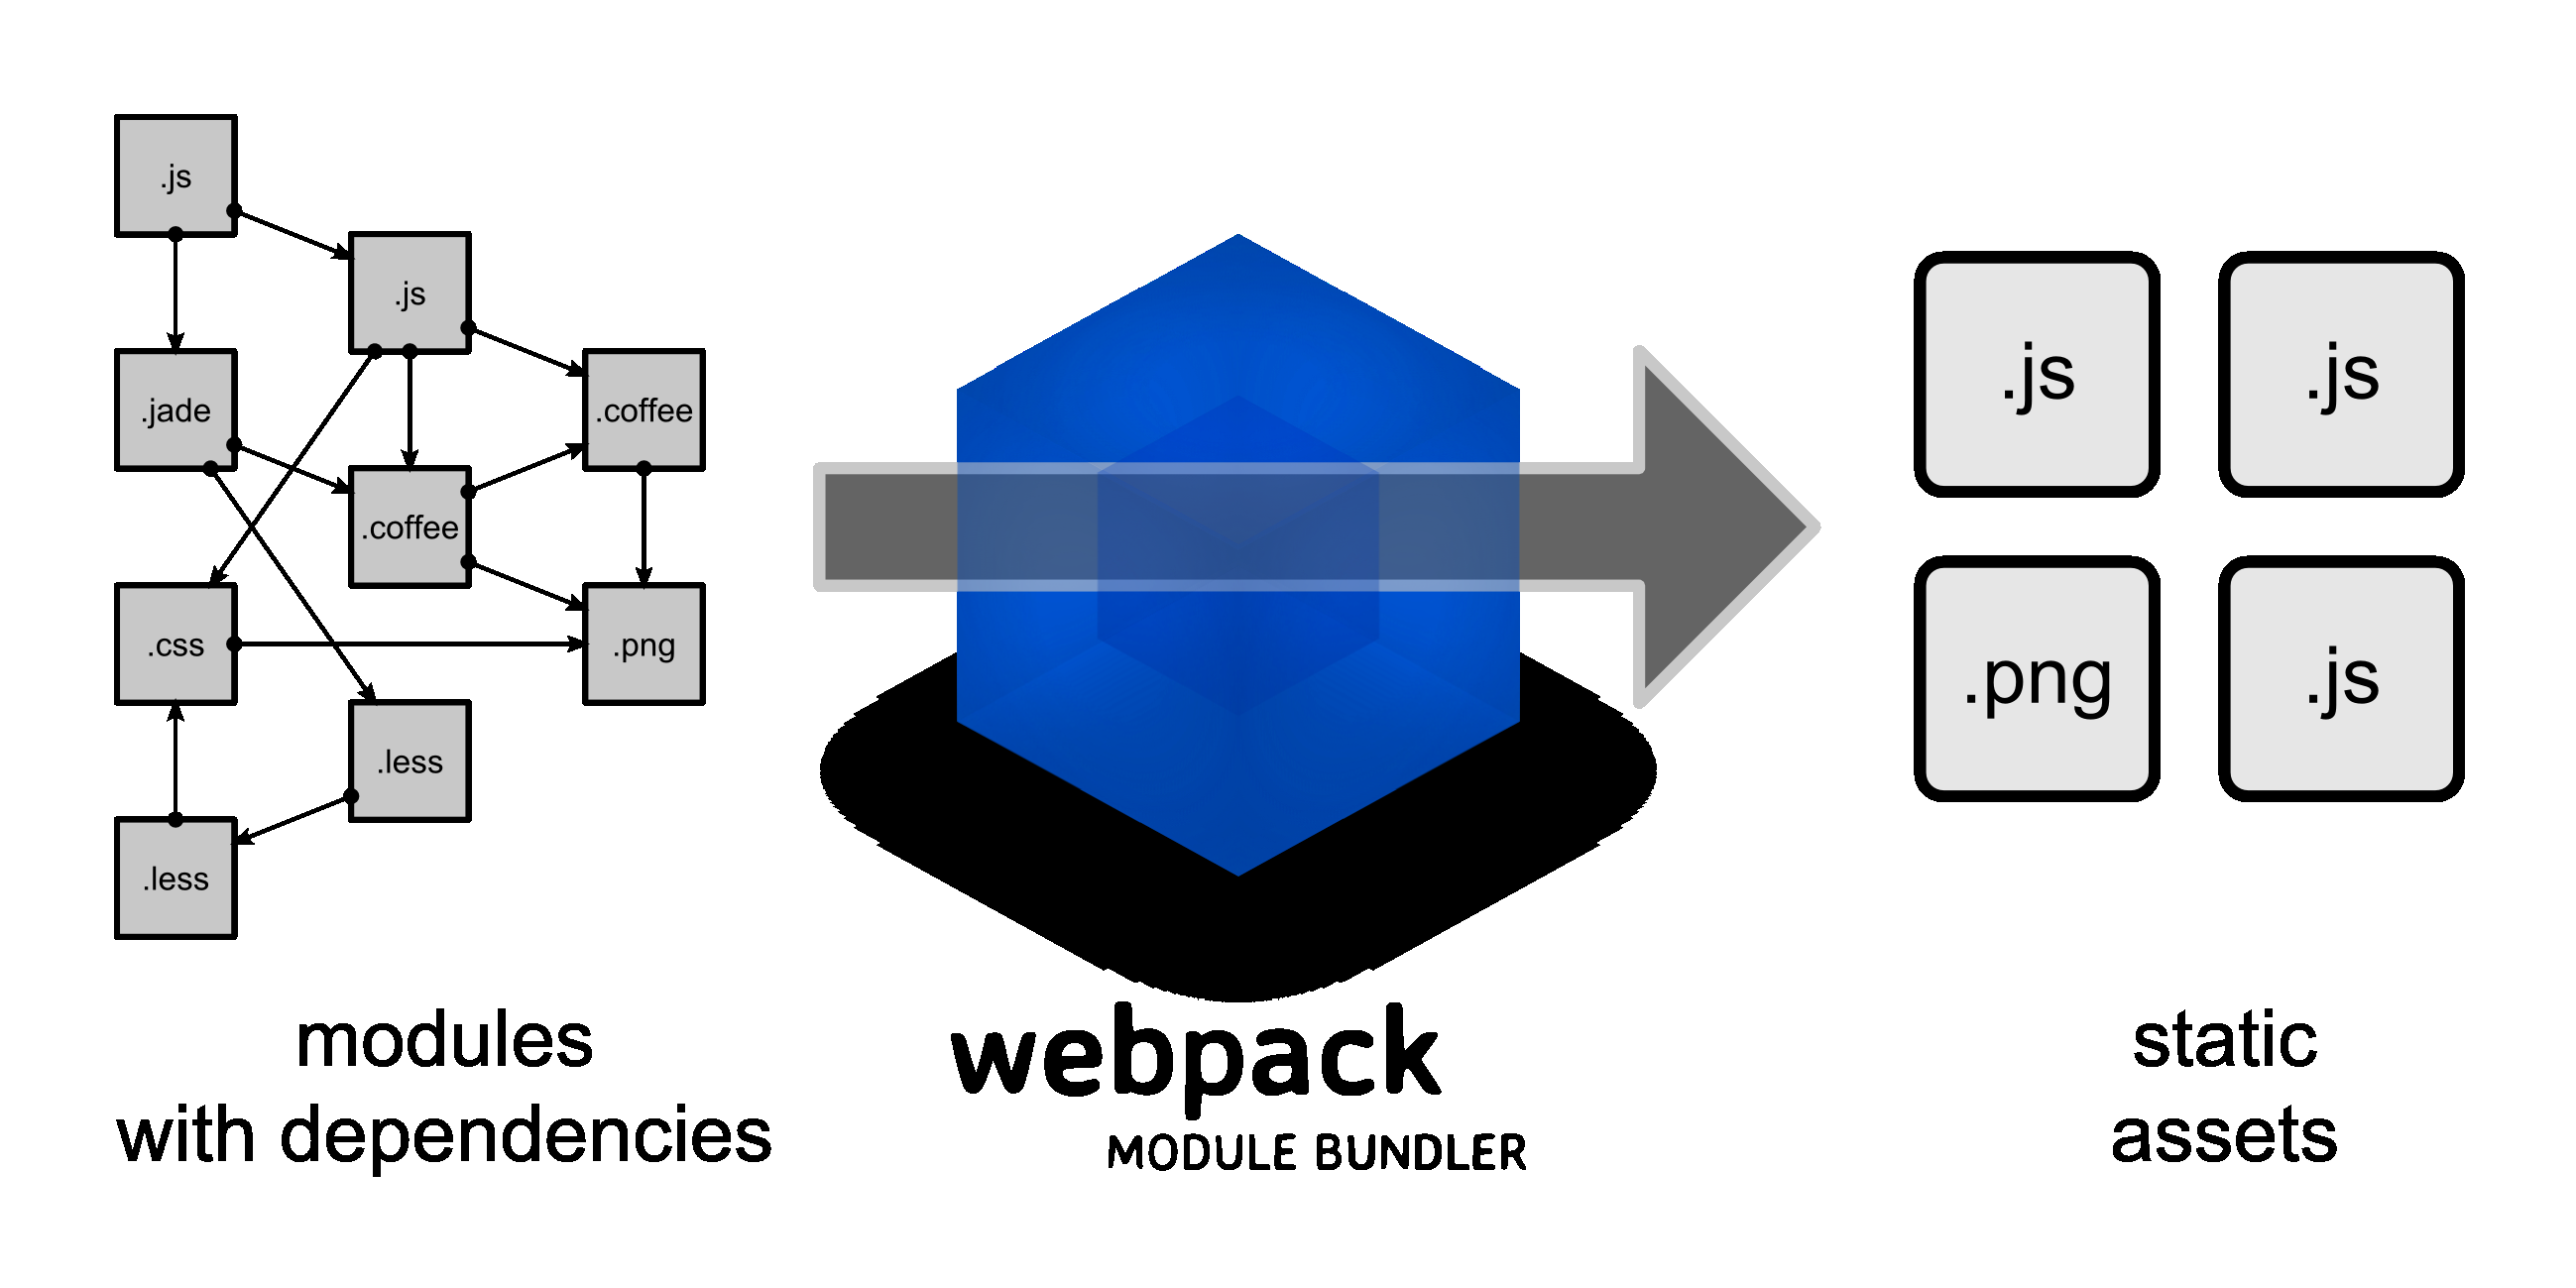 .js
.js
.jade
.coffee
.coffee
.css
.png
.less
.less
modules
with dependencies
webpack
MODULE BUNDLER
.js
.js
.png
.js
static
assets